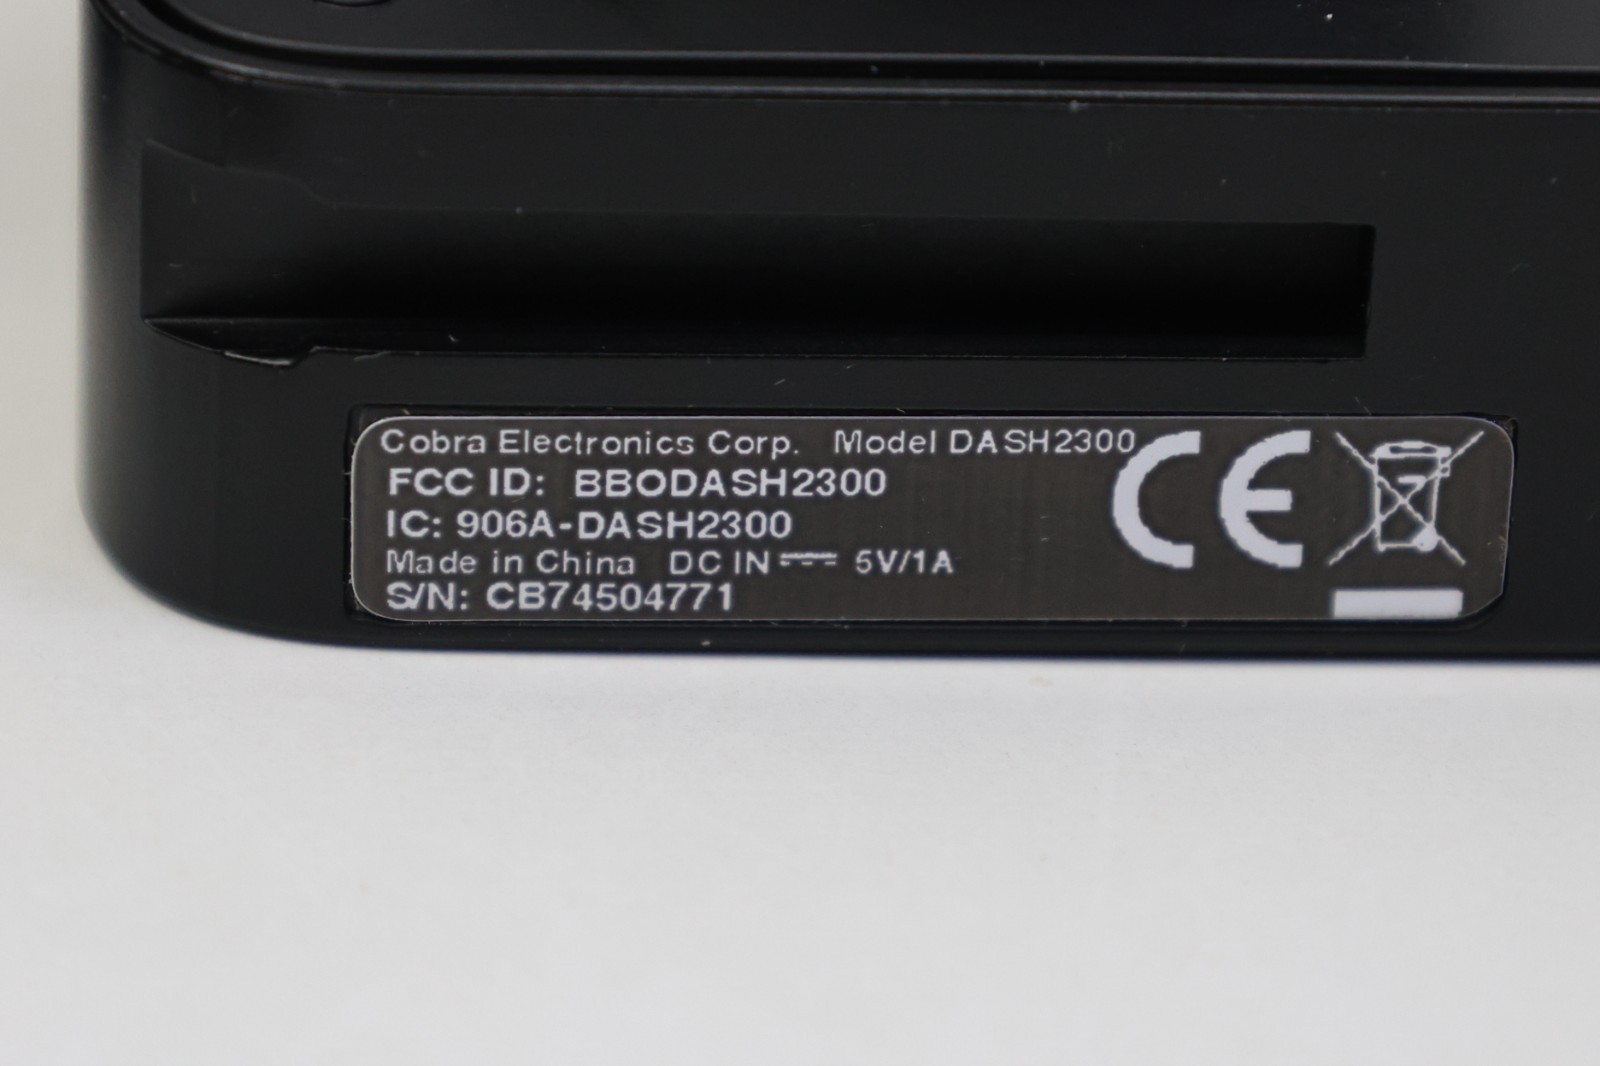 Cobra Electronics Corp. Model DASH2300
FCC ID: BBODASH2300
IC: 906A-DASH2300
Made in China DC IN ⎓ 5V/1A
S/N: CB74504771
CE